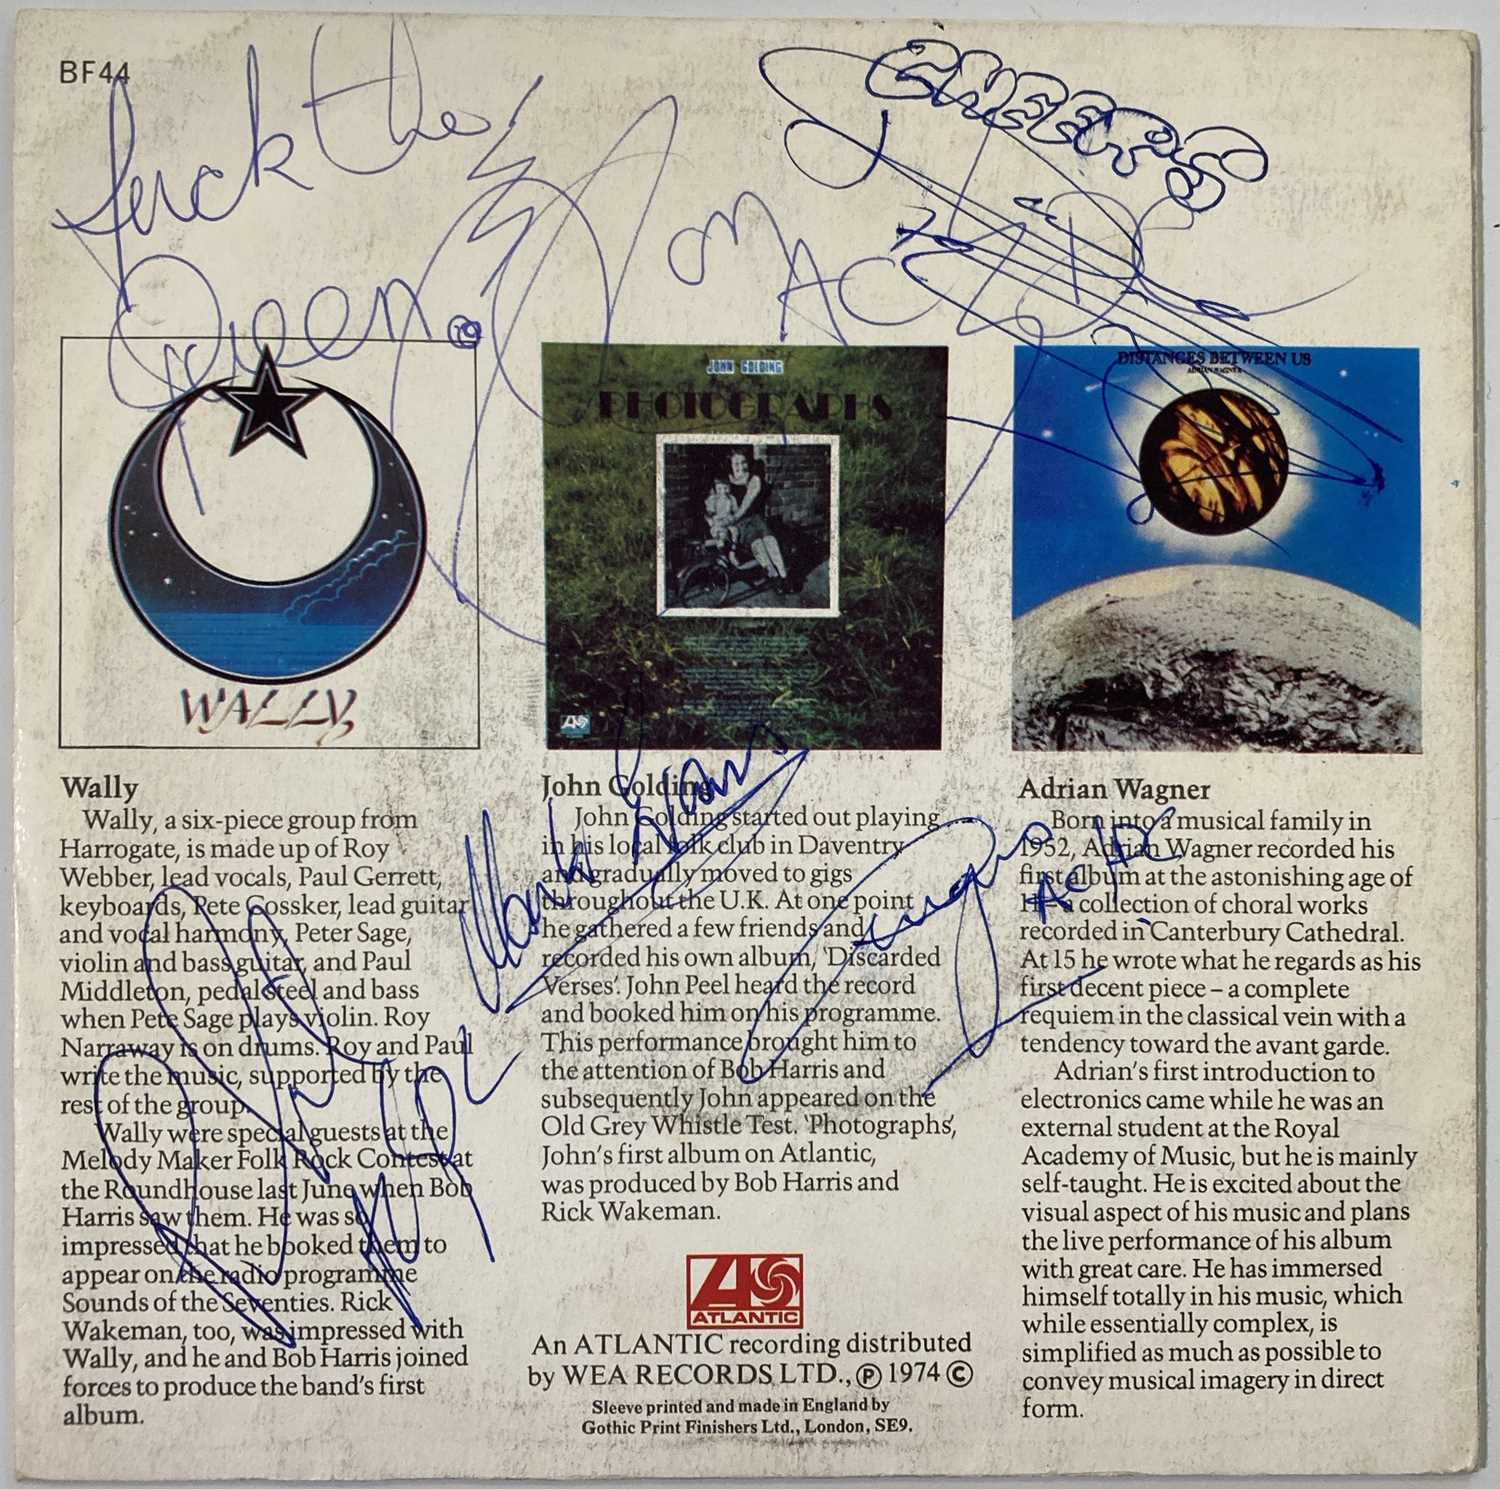 BF44
Fuck the
Queen.
CHEERS
Ron
ACDC
JOHN GOLDING
PHOTOGRAPHS
DISTANCES BETWEEN US
ADRIAN WAGNER
WALLY
Wally
Wally, a six-piece group from
Harrogate, is made up of Roy
Webber, lead vocals, Paul Gerrett,
keyboards, Pete Cossker, lead guitar
and vocal harmony, Peter Sage,
violin and bass guitar, and Paul
Middleton, pedal steel and bass
when Pete Sage plays violin. Roy
Narraway is on drums. Roy and Paul
write the music, supported by the
rest of the group.
Wally were special guests at the
Melody Maker Folk Rock Contest at
the Roundhouse last June when Bob
Harris saw them. He was so
impressed that he booked them to
appear on the radio programme
Sounds of the Seventies. Rick
Wakeman, too, was impressed with
Wally, and he and Bob Harris joined
forces to produce the band's first
album.
ACDC
Mark Evans
John Golding
John Golding started out playing
in his local folk club in Daventry
and gradually moved to gigs
throughout the U.K. At one point
he gathered a few friends and
recorded his own album, 'Discarded
Verses'. John Peel heard the record
and booked him on his programme.
This performance brought him to
the attention of Bob Harris and
subsequently John appeared on the
Old Grey Whistle Test. 'Photographs',
John's first album on Atlantic,
was produced by Bob Harris and
Rick Wakeman.
ATLANTIC
An ATLANTIC recording distributed
by WEA RECORDS LTD., ℗ 1974 ©
Sleeve printed and made in England by
Gothic Print Finishers Ltd., London, SE9.
Angus
AC/DC
Adrian Wagner
Born into a musical family in
1952, Adrian Wagner recorded his
first album at the astonishing age of
11 – a collection of choral works
recorded in Canterbury Cathedral.
At 15 he wrote what he regards as his
first decent piece – a complete
requiem in the classical vein with a
tendency toward the avant garde.
Adrian's first introduction to
electronics came while he was an
external student at the Royal
Academy of Music, but he is mainly
self-taught. He is excited about the
visual aspect of his music and plans
the live performance of his album
with great care. He has immersed
himself totally in his music, which
while essentially complex, is
simplified as much as possible to
convey musical imagery in direct
form.